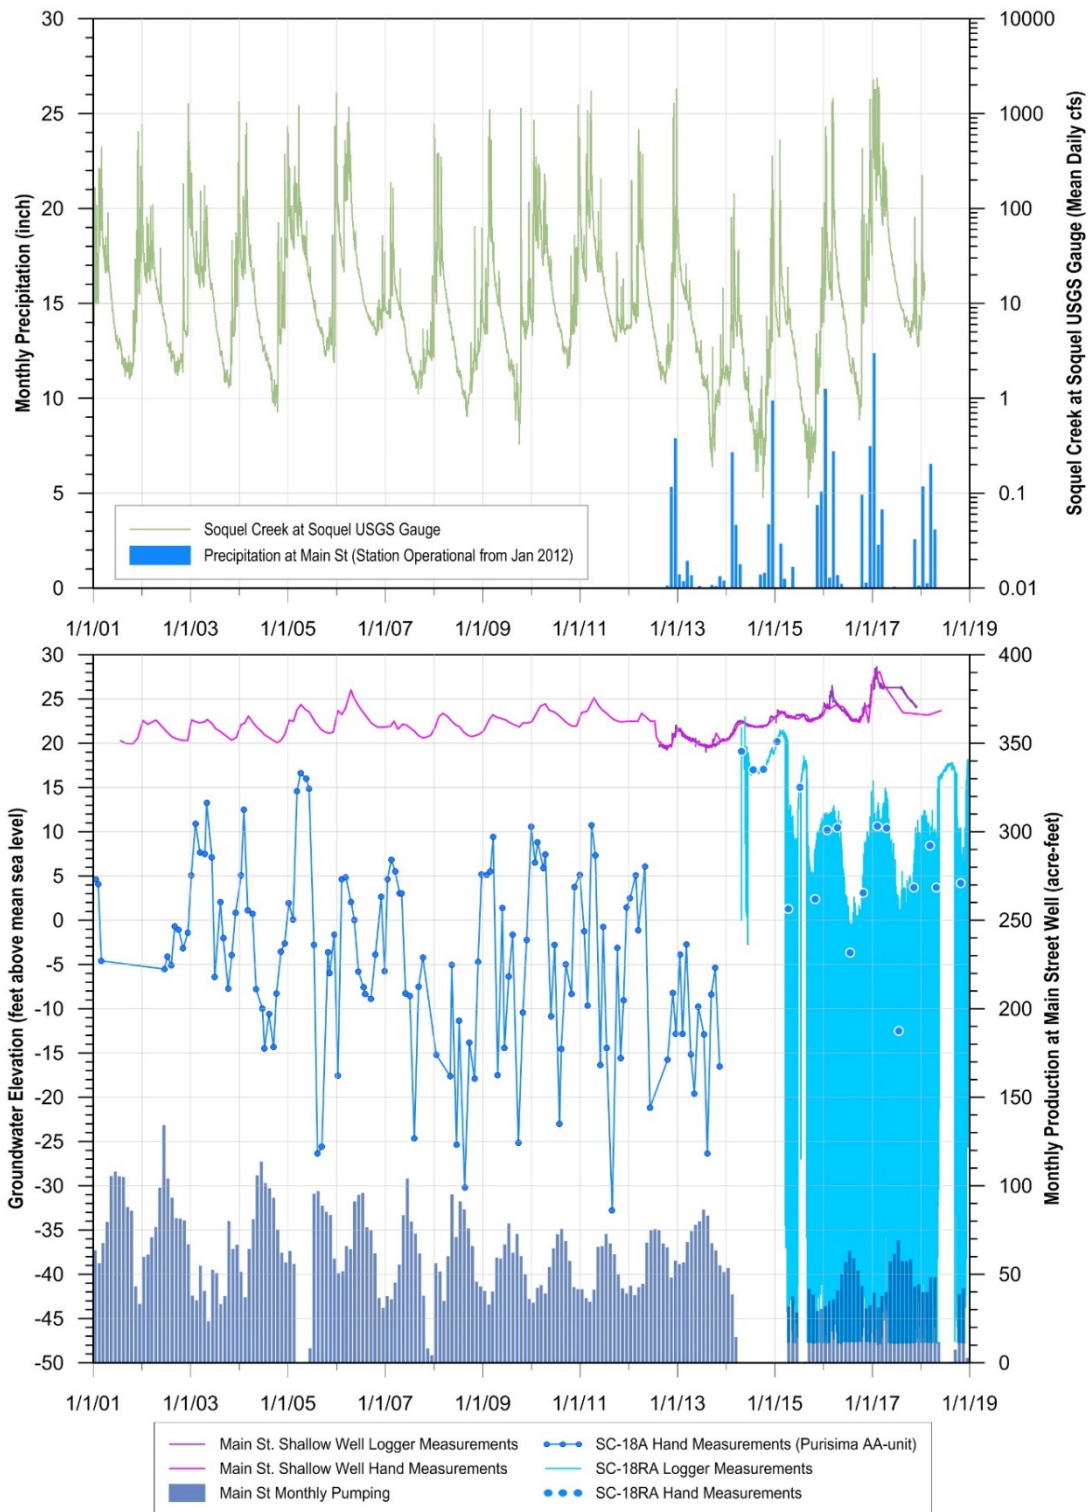 30
25
20
15
10
5
0
Monthly Precipitation (inch)
10000
1000
100
10
1
0.1
0.01
Soquel Creek at Soquel USGS Gauge (Mean Daily cfs)
Soquel Creek at Soquel USGS Gauge
Precipitation at Main St (Station Operational from Jan 2012)
1/1/01 1/1/03 1/1/05 1/1/07 1/1/09 1/1/11 1/1/13 1/1/15 1/1/17 1/1/19
30
25
20
15
10
5
0
-5
-10
-15
-20
-25
-30
-35
-40
-45
-50
Groundwater Elevation (feet above mean sea level)
400
350
300
250
200
150
100
50
0
Monthly Production at Main Street Well (acre-feet)
1/1/01 1/1/03 1/1/05 1/1/07 1/1/09 1/1/11 1/1/13 1/1/15 1/1/17 1/1/19
Main St. Shallow Well Logger Measurements
Main St. Shallow Well Hand Measurements
Main St Monthly Pumping
SC-18A Hand Measurements (Purisima AA-unit)
SC-18RA Logger Measurements
SC-18RA Hand Measurements